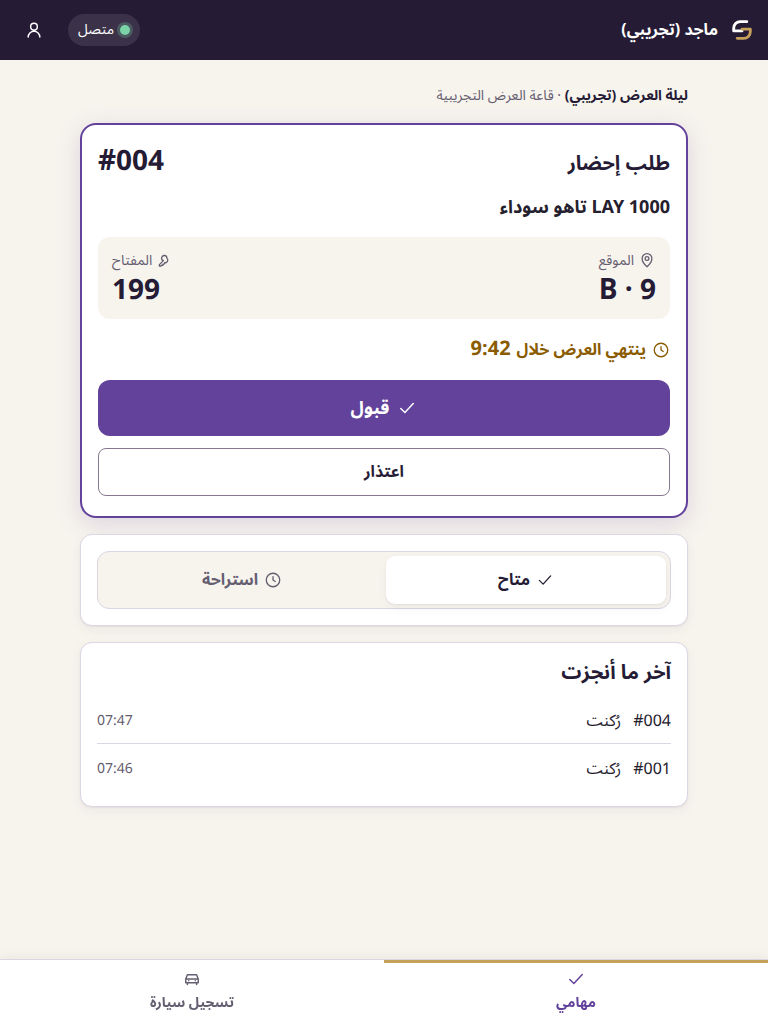 ماجد (تجريبي)
متصل
ليلة العرض (تجريبي) · قاعة العرض التجريبية
طلب إحضار
#004
LAY 1000 تاهو سوداء
الموقع
B · 9
المفتاح
199
ينتهي العرض خلال 9:42
قبول
اعتذار
متاح
استراحة
آخر ما أنجزت
#004 رُكنت 07:47
#001 رُكنت 07:46
مهامي
تسجيل سيارة